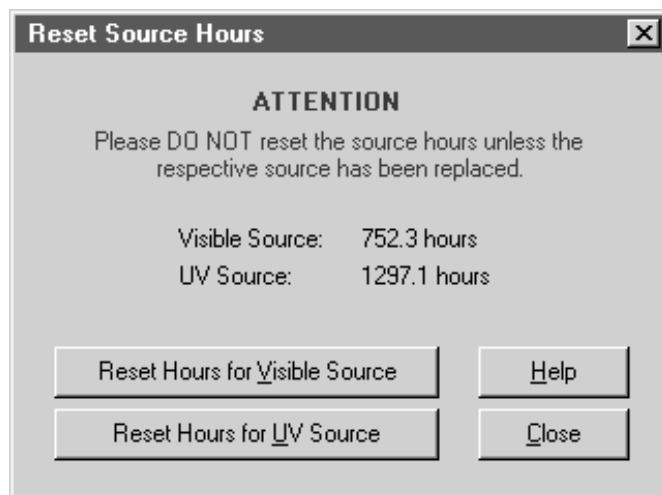 Reset Source Hours
ATTENTION
Please DO NOT reset the source hours unless the
respective source has been replaced.
Visible Source: 752.3 hours
UV Source: 1297.1 hours
Reset Hours for Visible Source Help
Reset Hours for UV Source Close